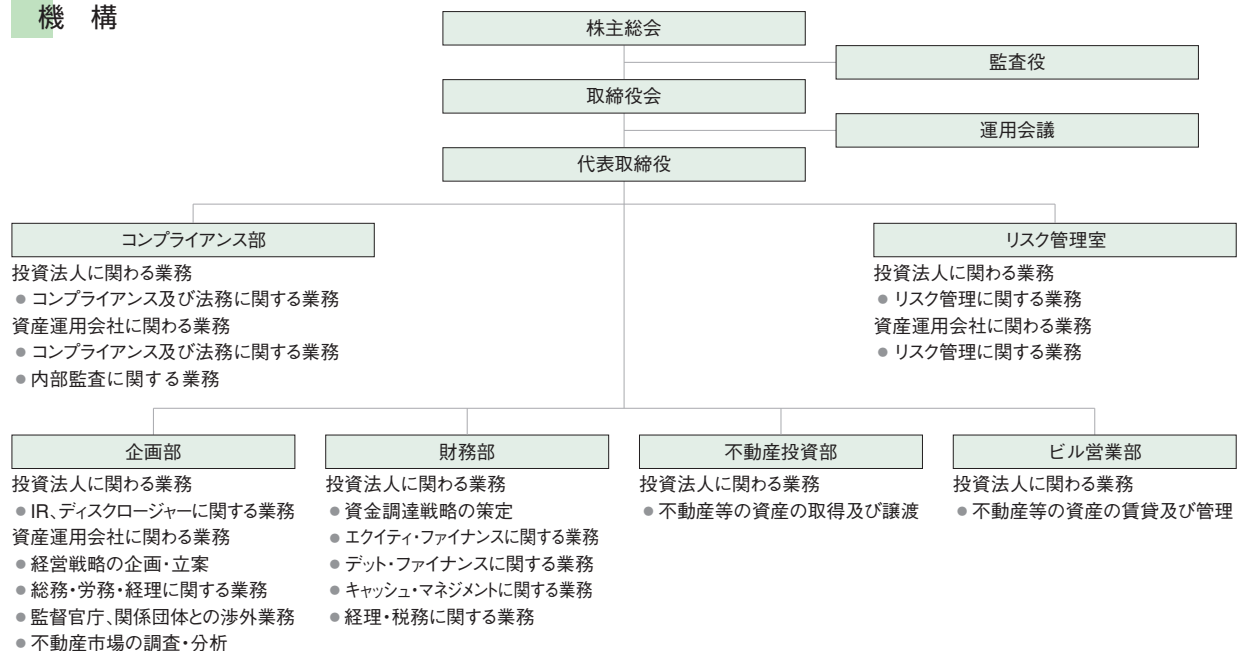 機 構
株主総会
監査役
取締役会
運用会議
代表取締役
コンプライアンス部
投資法人に関わる業務
● コンプライアンス及び法務に関する業務
資産運用会社に関わる業務
● コンプライアンス及び法務に関する業務
● 内部監査に関する業務
リスク管理室
投資法人に関わる業務
● リスク管理に関する業務
資産運用会社に関わる業務
● リスク管理に関する業務
企画部
投資法人に関わる業務
● IR、ディスクロージャーに関する業務
資産運用会社に関わる業務
● 経営戦略の企画・立案
● 総務・労務・経理に関する業務
● 監督官庁、関係団体との渉外業務
● 不動産市場の調査・分析
財務部
投資法人に関わる業務
● 資金調達戦略の策定
● エクイティ・ファイナンスに関する業務
● デット・ファイナンスに関する業務
● キャッシュ・マネジメントに関する業務
● 経理・税務に関する業務
不動産投資部
投資法人に関わる業務
● 不動産等の資産の取得及び譲渡
ビル営業部
投資法人に関わる業務
● 不動産等の資産の賃貸及び管理